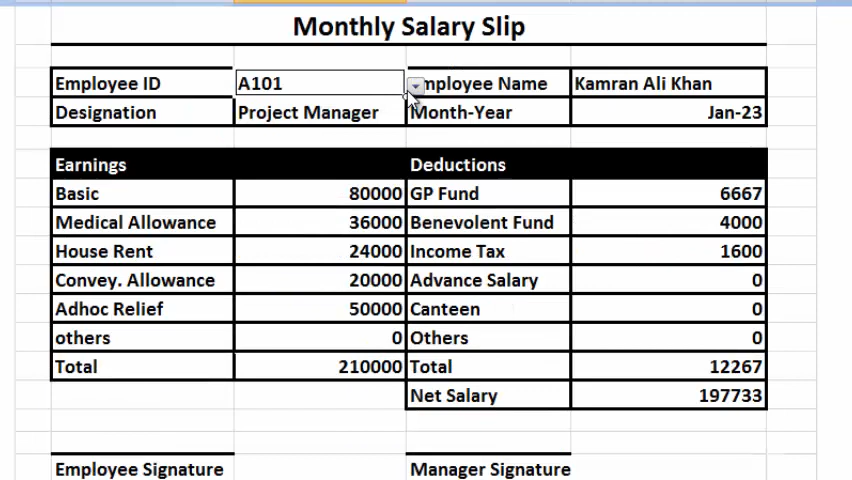 Monthly Salary Slip
Employee ID A101 Employee Name Kamran Ali Khan
Designation Project Manager Month-Year Jan-23
Earnings Deductions
Basic 80000 GP Fund 6667
Medical Allowance 36000 Benevolent Fund 4000
House Rent 24000 Income Tax 1600
Convey. Allowance 20000 Advance Salary 0
Adhoc Relief 50000 Canteen 0
others 0 Others 0
Total 210000 Total 12267
Net Salary 197733
Employee Signature Manager Signature